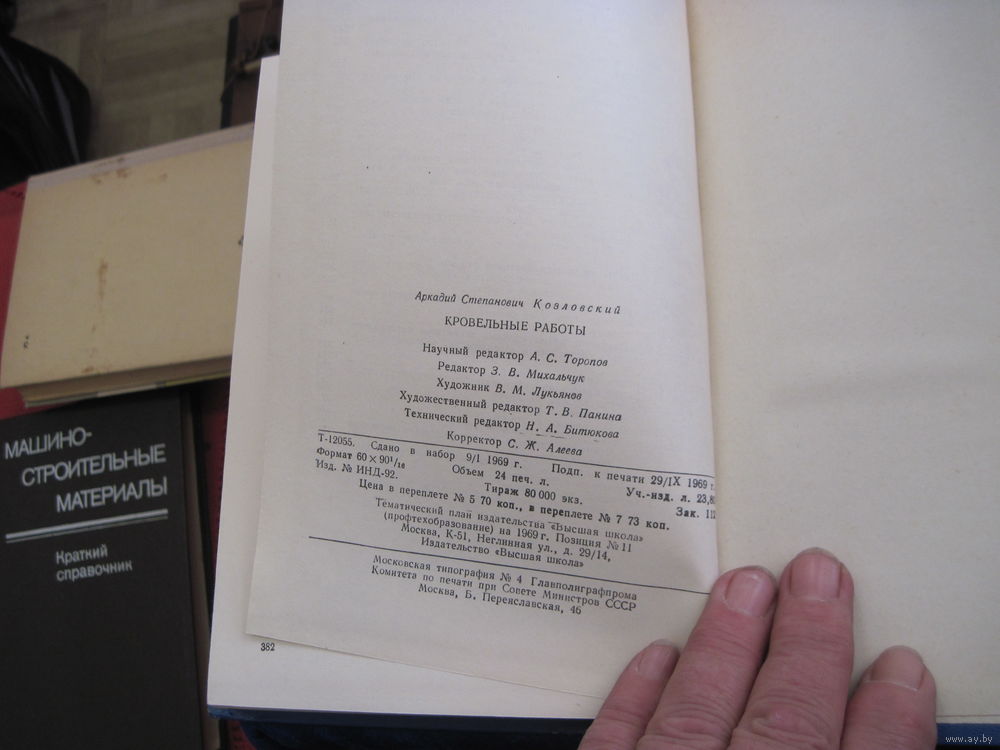 Аркадий Степанович Козловский
КРОВЕЛЬНЫЕ РАБОТЫ
Научный редактор А. С. Торопов
Редактор З. В. Михальчук
Художник В. М. Лукьянов
Художественный редактор Т. В. Панина
Технический редактор Н. А. Битюкова
Корректор С. Ж. Алеева
Т-12055. Сдано в набор 9/I 1969 г. Подп. к печати 29/IX 1969 г.
Формат 60 × 90 1/16 Объем 24 печ. л. Уч.-изд. л.
Изд. № ИНД-92. Тираж 80 000 экз. Зак.
Цена в переплете № 5 70 коп., в переплете № 7 73 коп.
Тематический план издательства «Высшая школа»
(профтехобразование) на 1969 г. Позиция № 11
Москва, К-51, Неглинная ул., д. 29/14,
Издательство «Высшая школа»
Московская типография № 4 Главполиграфпрома
Комитета по печати при Совете Министров СССР
Москва, Б. Переяславская, 46
382
МАШИНО-
СТРОИТЕЛЬНЫЕ
МАТЕРИАЛЫ
Краткий
справочник
www.ay.by